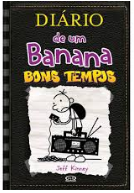 DIÁRIO
de um
Banana
BONS TEMPOS
Jeff Kinney